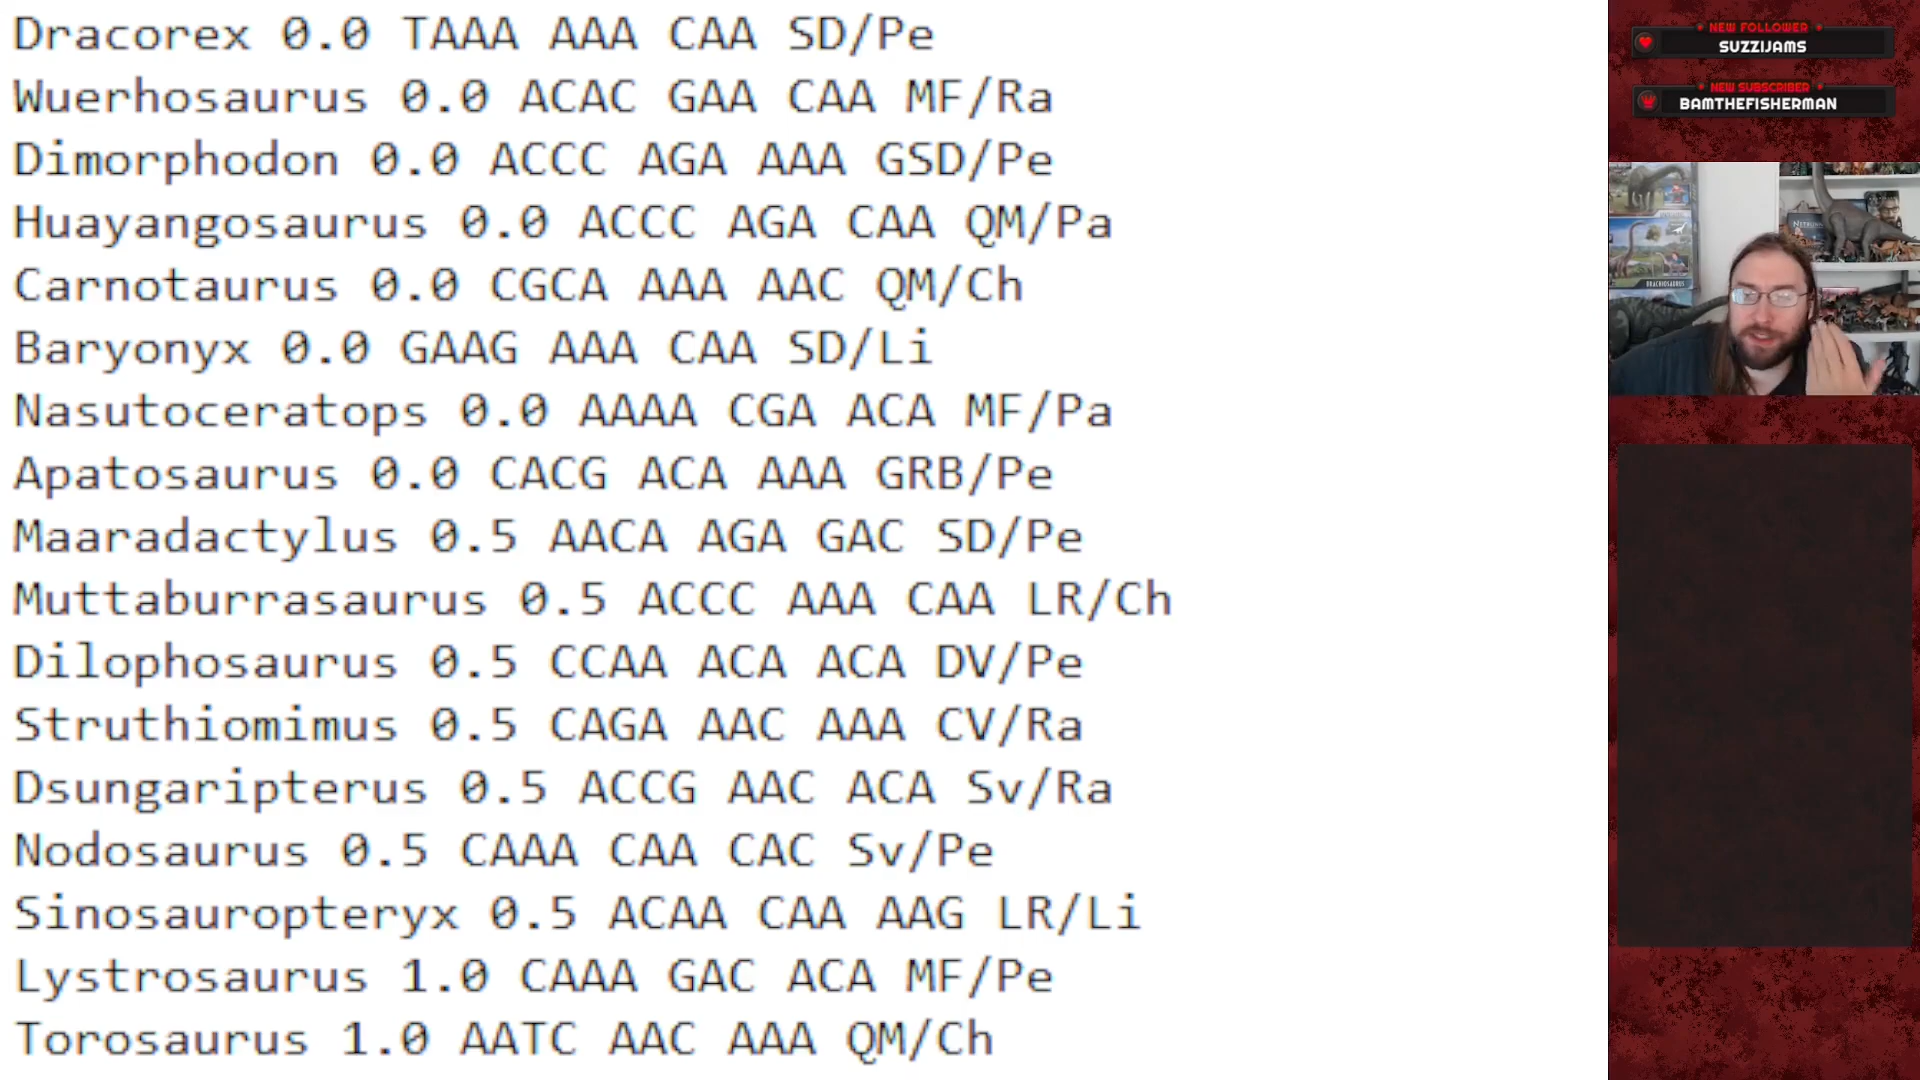 Dracorex 0.0 TAAA AAA CAA SD/Pe
Wuerhosaurus 0.0 ACAC GAA CAA MF/Ra
Dimorphodon 0.0 ACCC AGA AAA GSD/Pe
Huayangosaurus 0.0 ACCC AGA CAA QM/Pa
Carnotaurus 0.0 CGCA AAA AAC QM/Ch
Baryonyx 0.0 GAAG AAA CAA SD/Li
Nasutoceratops 0.0 AAAA CGA ACA MF/Pa
Apatosaurus 0.0 CACG ACA AAA GRB/Pe
Maaradactylus 0.5 AACA AGA GAC SD/Pe
Muttaburrasaurus 0.5 ACCC AAA CAA LR/Ch
Dilophosaurus 0.5 CCAA ACA ACA DV/Pe
Struthiomimus 0.5 CAGA AAC AAA CV/Ra
Dsungaripterus 0.5 ACCG AAC ACA Sv/Ra
Nodosaurus 0.5 CAAA CAA CAC Sv/Pe
Sinosauropteryx 0.5 ACAA CAA AAG LR/Li
Lystrosaurus 1.0 CAAA GAC ACA MF/Pe
Torosaurus 1.0 AATC AAC AAA QM/Ch
NEW FOLLOWER
SUZZIJAMS
NEW SUBSCRIBER
BAMTHEFISHERMAN
BRACHIOSAURUS